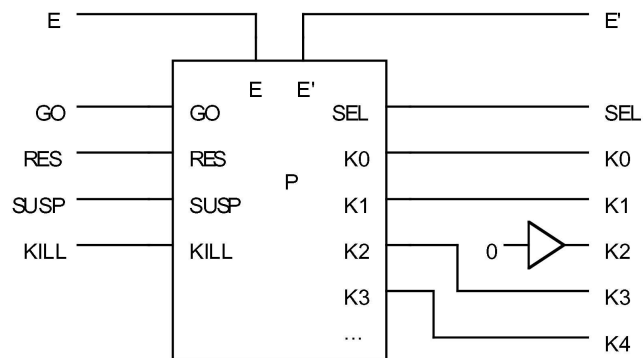 E E'
E E'
GO GO SEL SEL
RES RES K0 K0
P
SUSP SUSP K1 K1
KILL KILL K2 0 K2
K3 K3
... K4